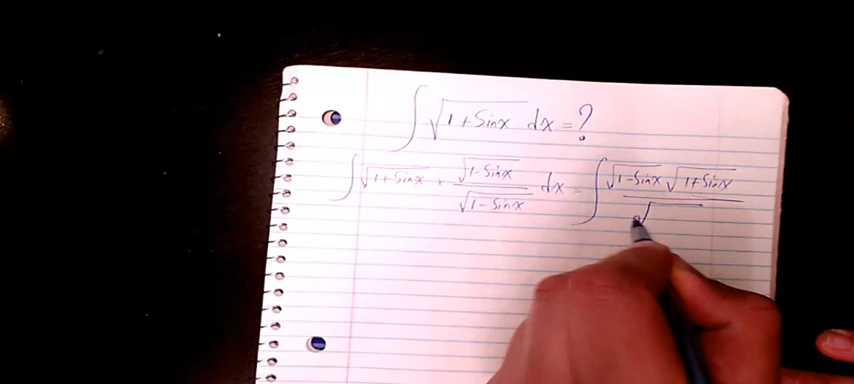 ∫ √(1 + Sinx) dx = ?
∫ √(1 + Sinx) × √(1 - Sinx) / √(1 - Sinx) dx = ∫ √(1 - Sinx) √(1 + Sinx) / √